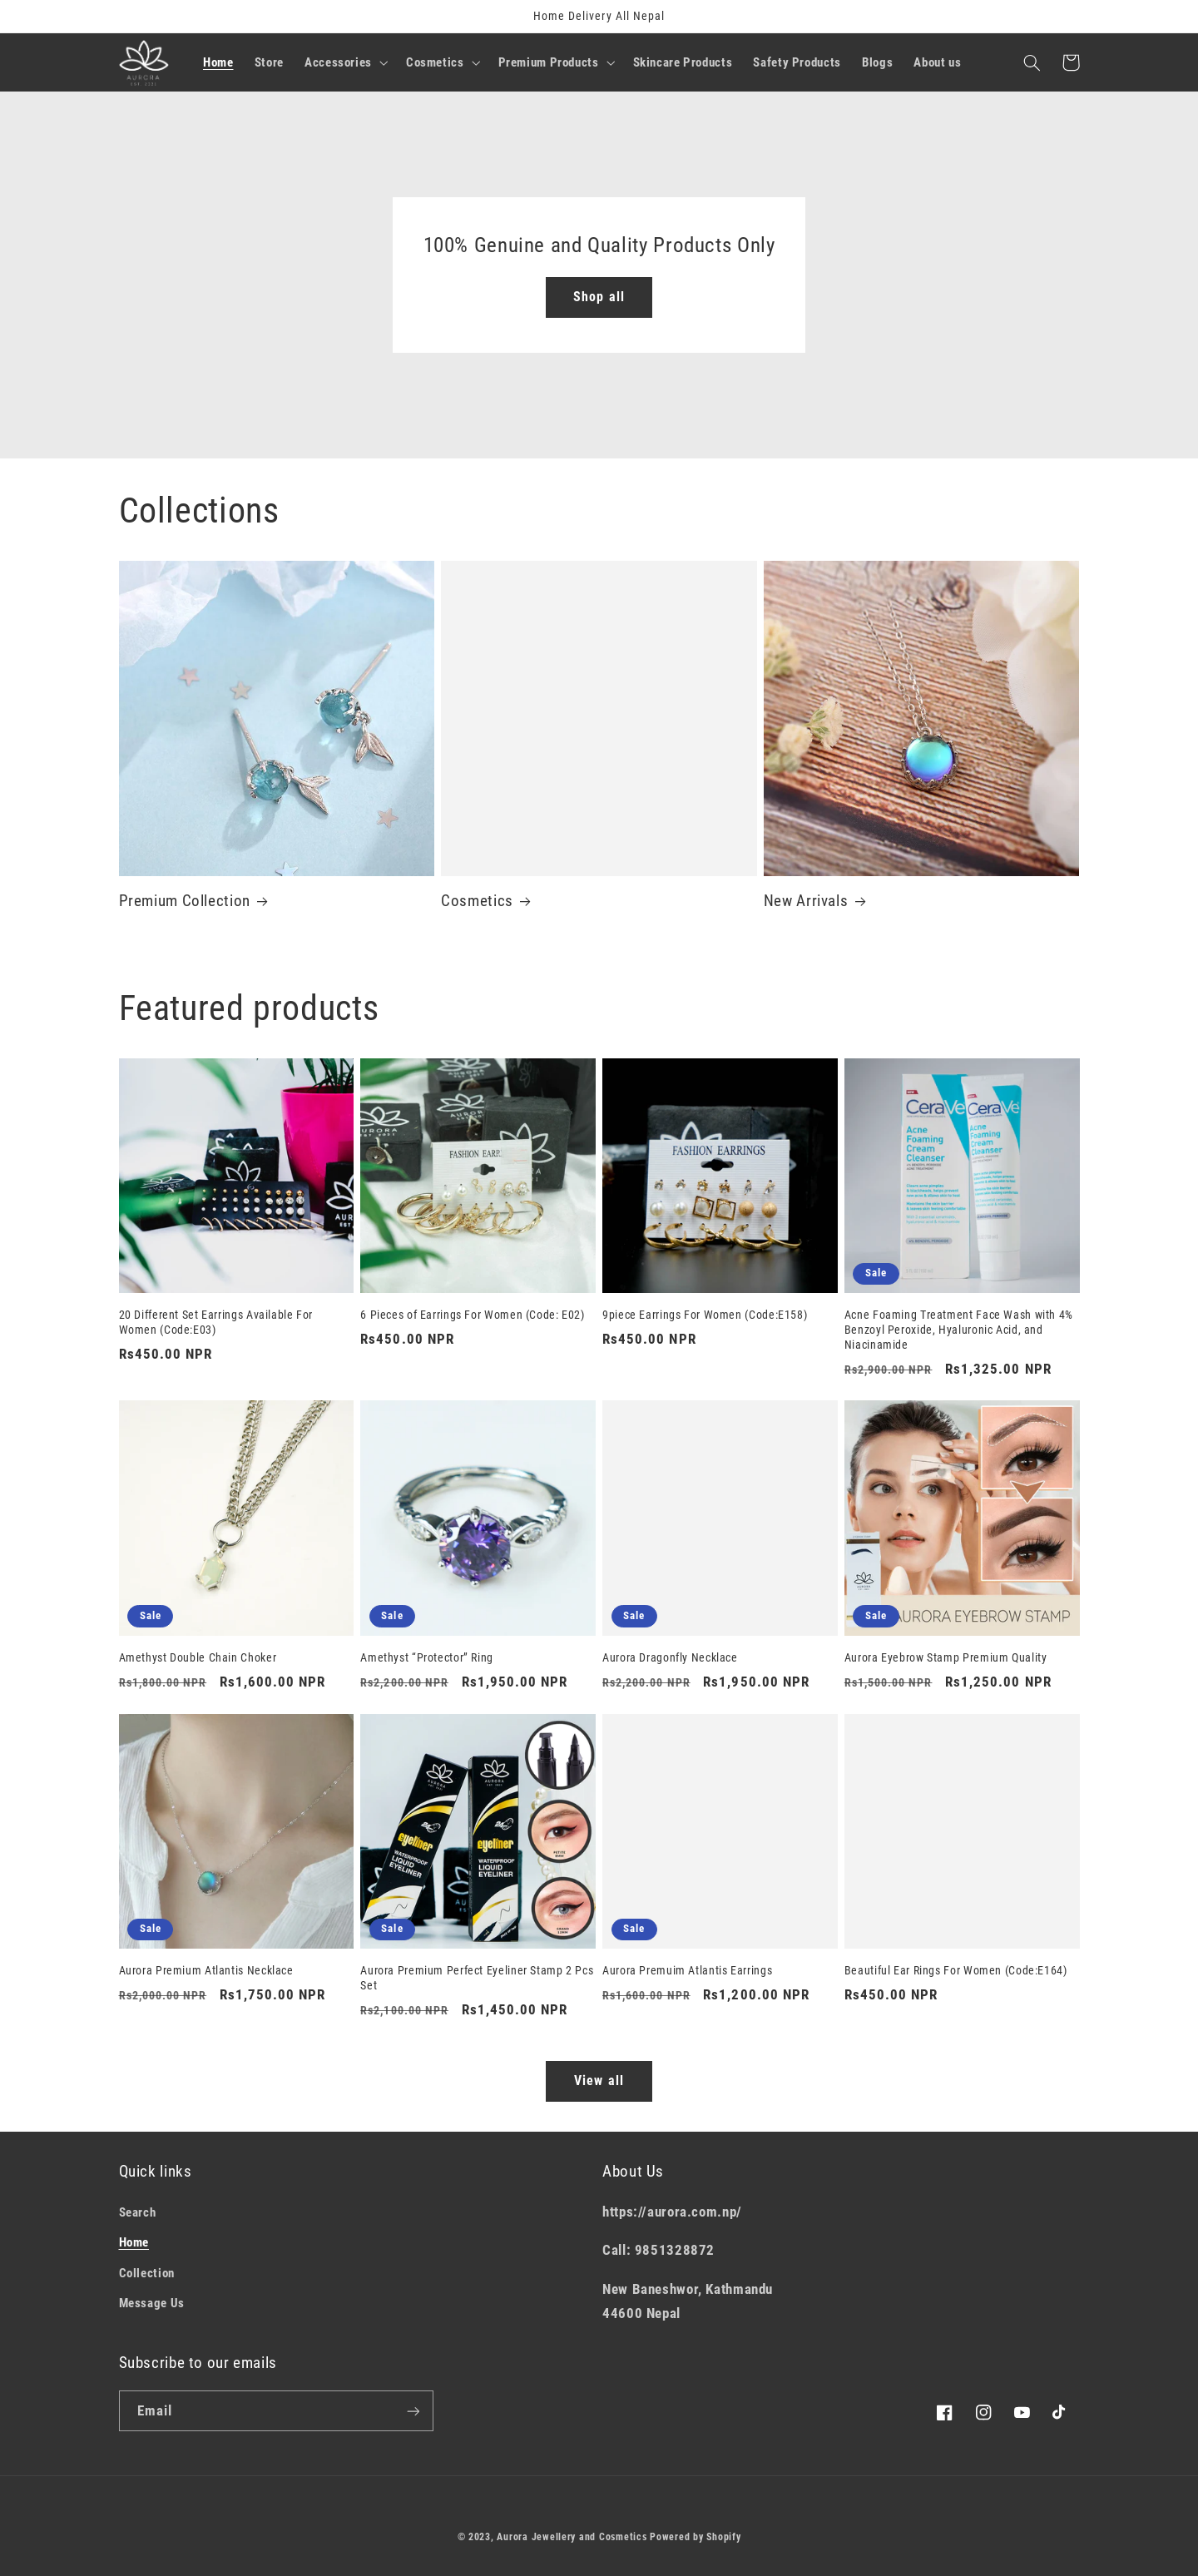 Home Delivery All Nepal
AURORA
Home
Store
Accessories
Cosmetics
Premium Products
Skincare Products
Safety Products
Blogs
About us
100% Genuine and Quality Products Only
Shop all
Collections
Premium Collection
Cosmetics
New Arrivals
Featured products
FASHION EARRINGS
CeraVe
CeraVe
Acne
Foaming
Cream
Cleanser
Acne
Foaming
Cream
Cleanser
Sale
20 Different Set Earrings Available For
Women (Code:E03)
Rs450.00 NPR
6 Pieces of Earrings For Women (Code: E02)
Rs450.00 NPR
9piece Earrings For Women (Code:E158)
Rs450.00 NPR
Acne Foaming Treatment Face Wash with 4%
Benzoyl Peroxide, Hyaluronic Acid, and
Niacinamide
Rs2,900.00 NPR Rs1,325.00 NPR
Sale
Sale
Sale
Sale
AURORA EYEBROW STAMP
Amethyst Double Chain Choker
Rs1,800.00 NPR Rs1,600.00 NPR
Amethyst “Protector” Ring
Rs2,200.00 NPR Rs1,950.00 NPR
Aurora Dragonfly Necklace
Rs2,200.00 NPR Rs1,950.00 NPR
Aurora Eyebrow Stamp Premium Quality
Rs1,500.00 NPR Rs1,250.00 NPR
AURORA
AURORA
eyeliner
WATERPROOF
LIQUID
EYELINER
eyeliner
WATERPROOF
LIQUID
EYELINER
Sale
Sale
Sale
Aurora Premium Atlantis Necklace
Rs2,000.00 NPR Rs1,750.00 NPR
Aurora Premium Perfect Eyeliner Stamp 2 Pcs
Set
Rs2,100.00 NPR Rs1,450.00 NPR
Aurora Premuim Atlantis Earrings
Rs1,600.00 NPR Rs1,200.00 NPR
Beautiful Ear Rings For Women (Code:E164)
Rs450.00 NPR
View all
Quick links
Search
Home
Collection
Message Us
About Us
https://aurora.com.np/
Call: 9851328872
New Baneshwor, Kathmandu
44600 Nepal
Subscribe to our emails
Email
© 2023, Aurora Jewellery and Cosmetics Powered by Shopify